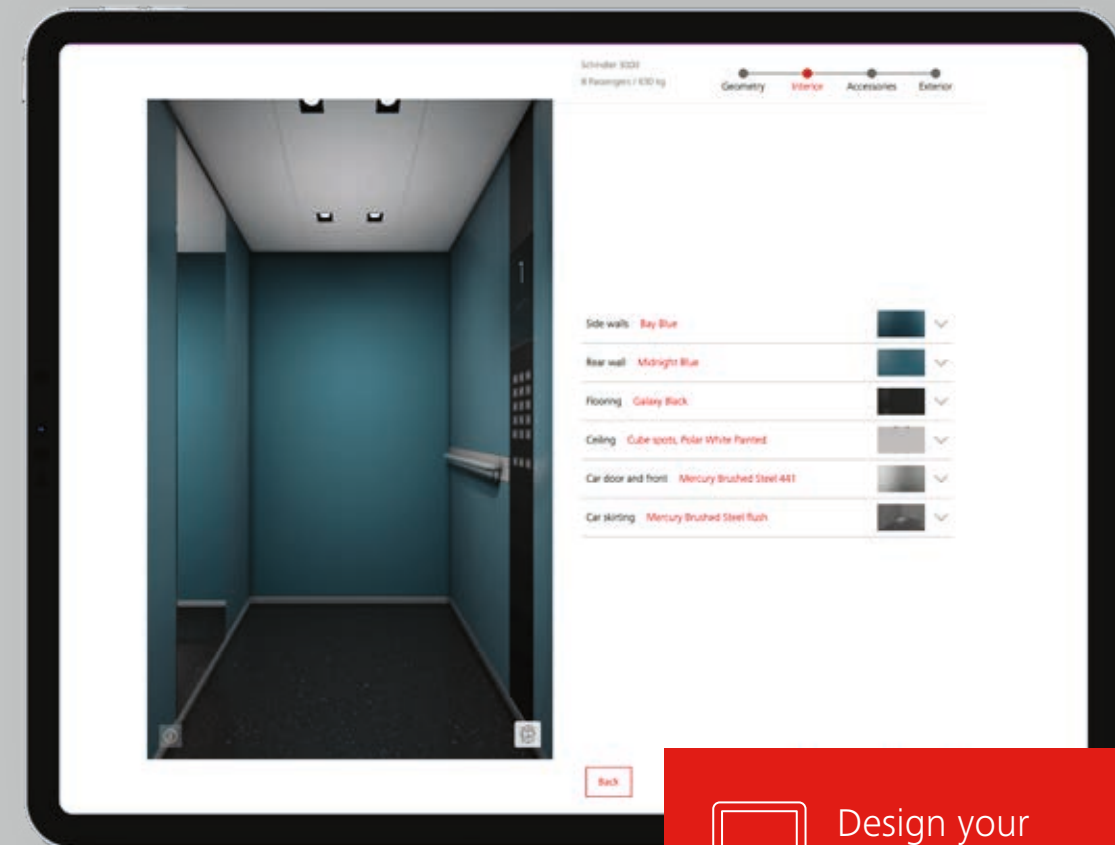 Schindler 3000
8 Passengers / 630 kg
Geometry Interior Accessories Exterior
1
Side walls Bay Blue
Rear wall Midnight Blue
Flooring Galaxy Black
Ceiling Cube spots, Polar White Painted
Car door and front Mercury Brushed Steel 441
Car skirting Mercury Brushed Steel flush
Back
Design your